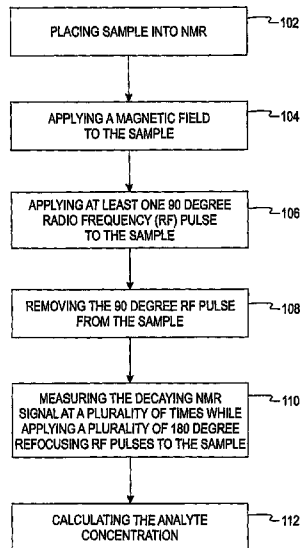 PLACING SAMPLE INTO NMR
102
APPLYING A MAGNETIC FIELD
TO THE SAMPLE
104
APPLYING AT LEAST ONE 90 DEGREE
RADIO FREQUENCY (RF) PULSE
TO THE SAMPLE
106
REMOVING THE 90 DEGREE RF PULSE
FROM THE SAMPLE
108
MEASURING THE DECAYING NMR
SIGNAL AT A PLURALITY OF TIMES WHILE
APPLYING A PLURALITY OF 180 DEGREE
REFOCUSING RF PULSES TO THE SAMPLE
110
CALCULATING THE ANALYTE
CONCENTRATION
112